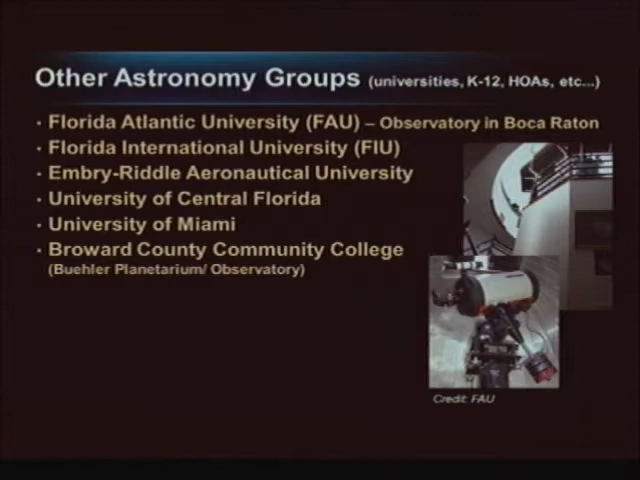 Other Astronomy Groups (universities, K-12, HOAs, etc...)
· Florida Atlantic University (FAU) – Observatory in Boca Raton
· Florida International University (FIU)
· Embry-Riddle Aeronautical University
· University of Central Florida
· University of Miami
· Broward County Community College
(Buehler Planetarium/ Observatory)
Credit: FAU